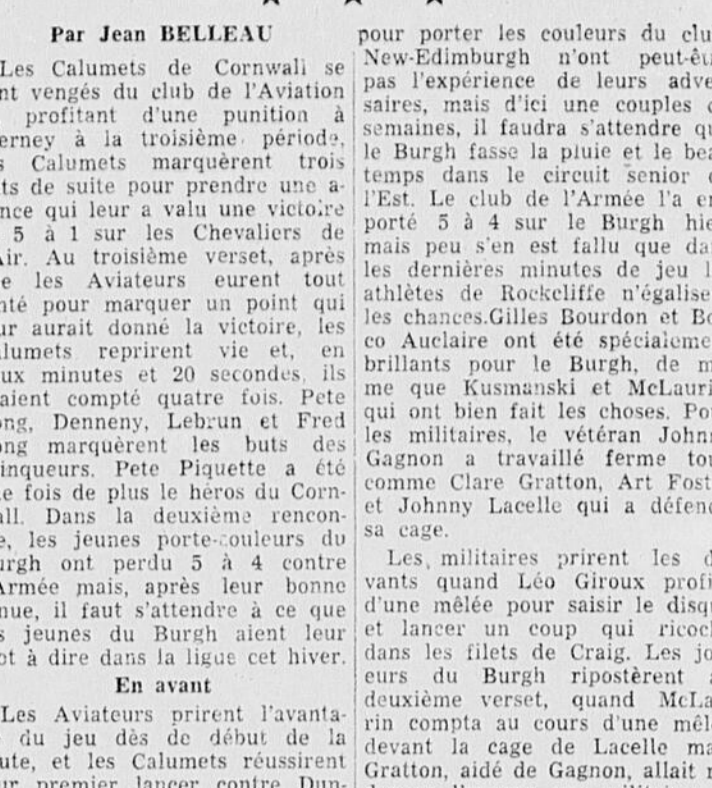 Par Jean BELLEAU
Les Calumets de Cornwall se
nt vengés du club de l'Aviation
profitant d'une punition à
erney à la troisième période,
s Calumets marquèrent trois
ts de suite pour prendre une a-
nce qui leur a valu une victoire
5 à 1 sur les Chevaliers de
Air. Au troisième verset, après
e les Aviateurs eurent tout
nté pour marquer un point qui
ur aurait donné la victoire, les
alumets reprirent vie et, en
ux minutes et 20 secondes, ils
aient compté quatre fois. Pete
ong, Denneny, Lebrun et Fred
ong marquèrent les buts des
inqueurs. Pete Piquette a été
e fois de plus le héros du Corn-
all. Dans la deuxième rencon-
e, les jeunes porte-couleurs du
urgh ont perdu 5 à 4 contre
Armée mais, après leur bonne
nue, il faut s'attendre à ce que
s jeunes du Burgh aient leur
ot à dire dans la ligue cet hiver.
En avant
Les Aviateurs prirent l'avanta-
du jeu dès de début de la
ute, et les Calumets réussirent
ur premier lancer contre Dun-
pour porter les couleurs du clu
New-Edimburgh n'ont peut-êt
pas l'expérience de leurs adve
saires, mais d'ici une couples
semaines, il faudra s'attendre qu
le Burgh fasse la pluie et le bea
temps dans le circuit senior
l'Est. Le club de l'Armée l'a e
porté 5 à 4 sur le Burgh hie
mais peu s'en est fallu que da
les dernières minutes de jeu l
athlètes de Rockcliffe n'égalise
les chances.Gilles Bourdon et Bo
co Auclaire ont été spécialeme
brillants pour le Burgh, de m
me que Kusmanski et McLauri
qui ont bien fait les choses. Po
les militaires, le vétéran Johnn
Gagnon a travaillé ferme tou
comme Clare Gratton, Art Fost
et Johnny Lacelle qui a défend
sa cage.
Les militaires prirent les d
vants quand Léo Giroux profi
d'une mêlée pour saisir le disqu
et lancer un coup qui ricoch
dans les filets de Craig. Les jo
eurs du Burgh ripostèrent a
deuxième verset, quand McLa
rin compta au cours d'une mêl
devant la cage de Lacelle ma
Gratton, aidé de Gagnon, allait